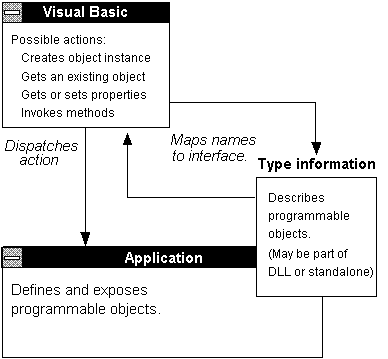 Visual Basic
Possible actions:
Creates object instance
Gets an existing object
Gets or sets properties
Invokes methods
Dispatches
action
Maps names
to interface.
Type information
Describes
programmable
objects.
(May be part of
DLL or standalone)
Application
Defines and exposes
programmable objects.